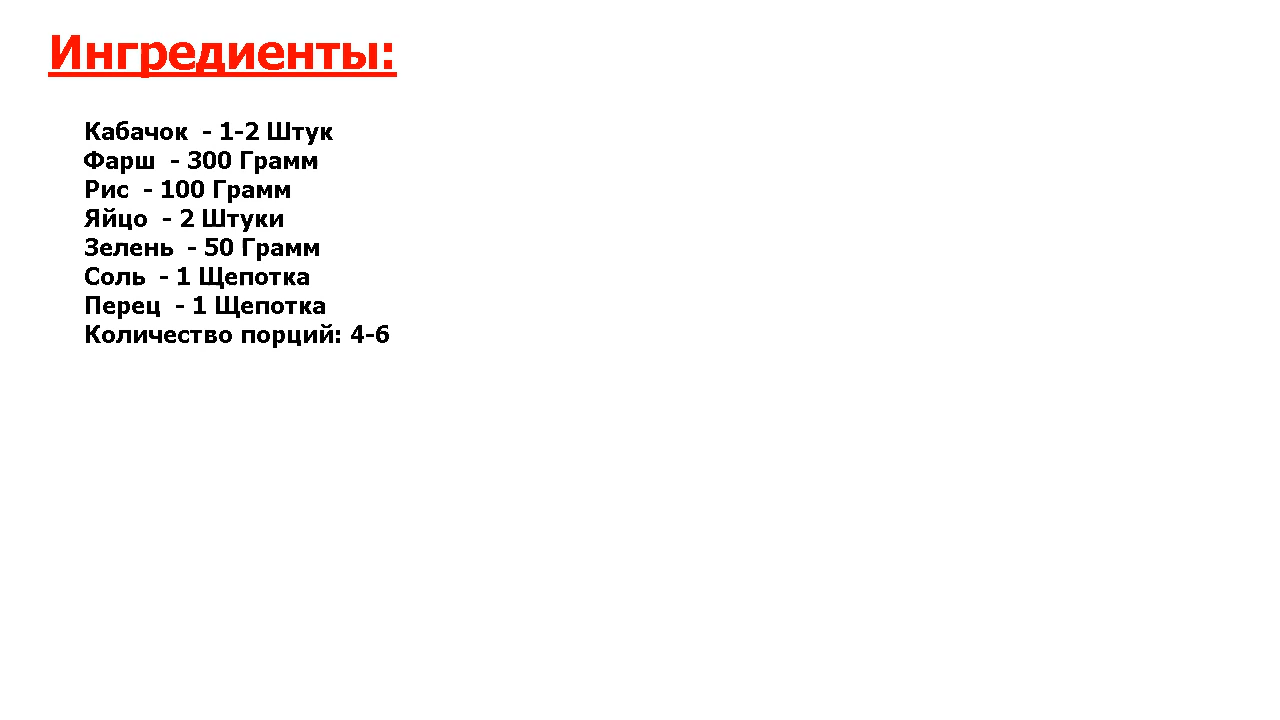 Ингредиенты:
Кабачок  - 1-2 Штук
Фарш  - 300 Грамм
Рис  - 100 Грамм
Яйцо  - 2 Штуки
Зелень  - 50 Грамм
Соль  - 1 Щепотка
Перец  - 1 Щепотка
Количество порций: 4-6